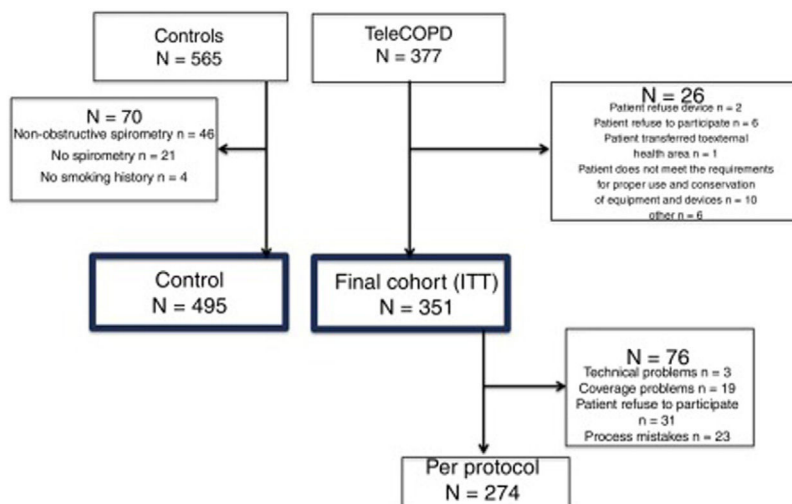 Controls
N = 565
TeleCOPD
N = 377
N = 70
Non-obstructive spirometry n = 46
No spirometry n = 21
No smoking history n = 4
N = 26
Patient refuse device n = 2
Patient refuse to participate n = 6
Patient transferred toexternal
health area n = 1
Patient does not meet the requirements
for proper use and conservation
of equipment and devices n = 10
other n = 6
Control
N = 495
Final cohort (ITT)
N = 351
N = 76
Technical problems n = 3
Coverage problems n = 19
Patient refuse to participate
n = 31
Process mistakes n = 23
Per protocol
N = 274